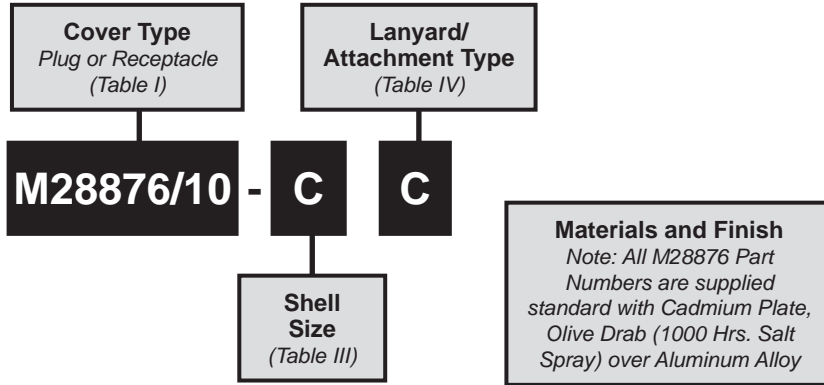 Cover Type
Plug or Receptacle
(Table I)
Lanyard/
Attachment Type
(Table IV)
M28876/10 - C C
Shell
Size
(Table III)
Materials and Finish
Note: All M28876 Part
Numbers are supplied
standard with Cadmium Plate,
Olive Drab (1000 Hrs. Salt
Spray) over Aluminum Alloy